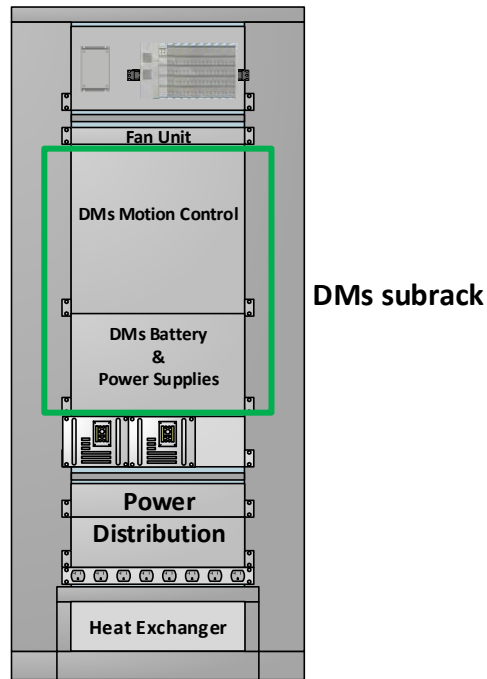 Fan Unit
DMs Motion Control
DMs subrack
DMs Battery
&
Power Supplies
Power
Distribution
Heat Exchanger